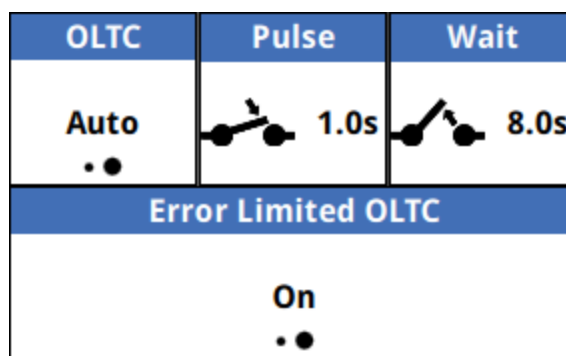 OLTC Pulse Wait
Auto 1.0s 8.0s
Error Limited OLTC
On